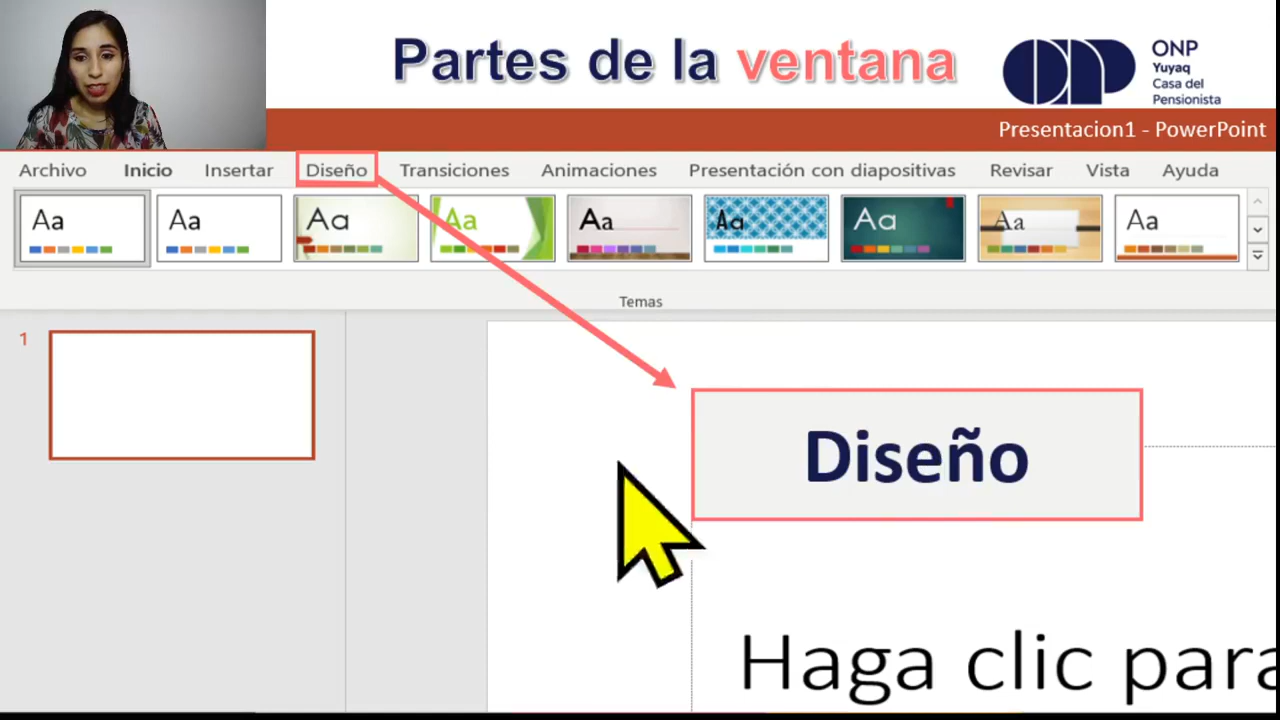 Partes de la ventana
ONP
Yuyaq
Casa del
Pensionista
Presentacion1 - PowerPoint
Archivo Inicio Insertar Diseño Transiciones Animaciones Presentación con diapositivas Revisar Vista Ayuda
Aa Aa Aa Aa Aa Aa Aa Aa Aa
Temas
1
Diseño
Haga clic para